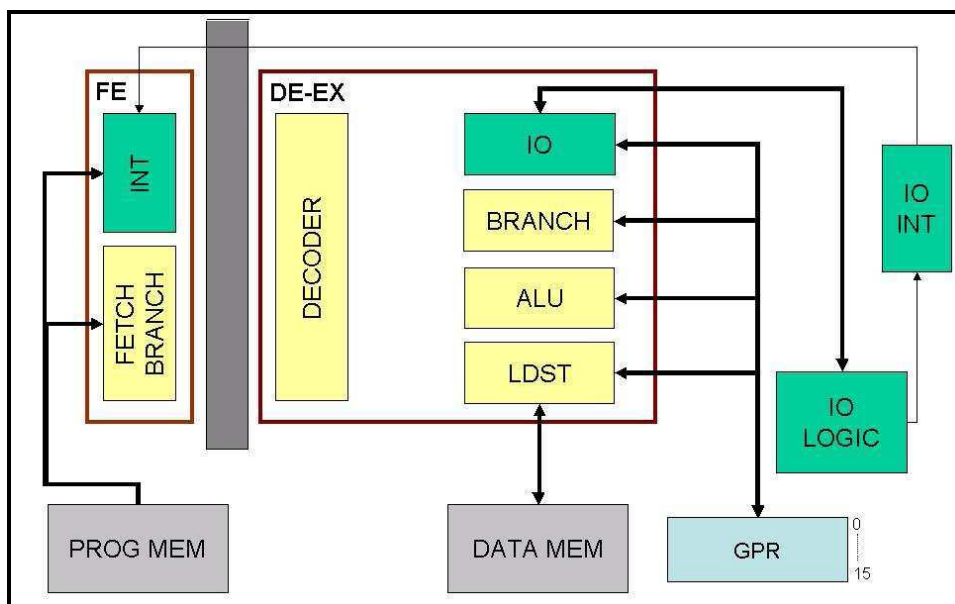 FE
INT
FETCH
BRANCH
DE-EX
DECODER
IO
BRANCH
ALU
LDST
IO
INT
IO
LOGIC
PROG MEM
DATA MEM
GPR
0
15